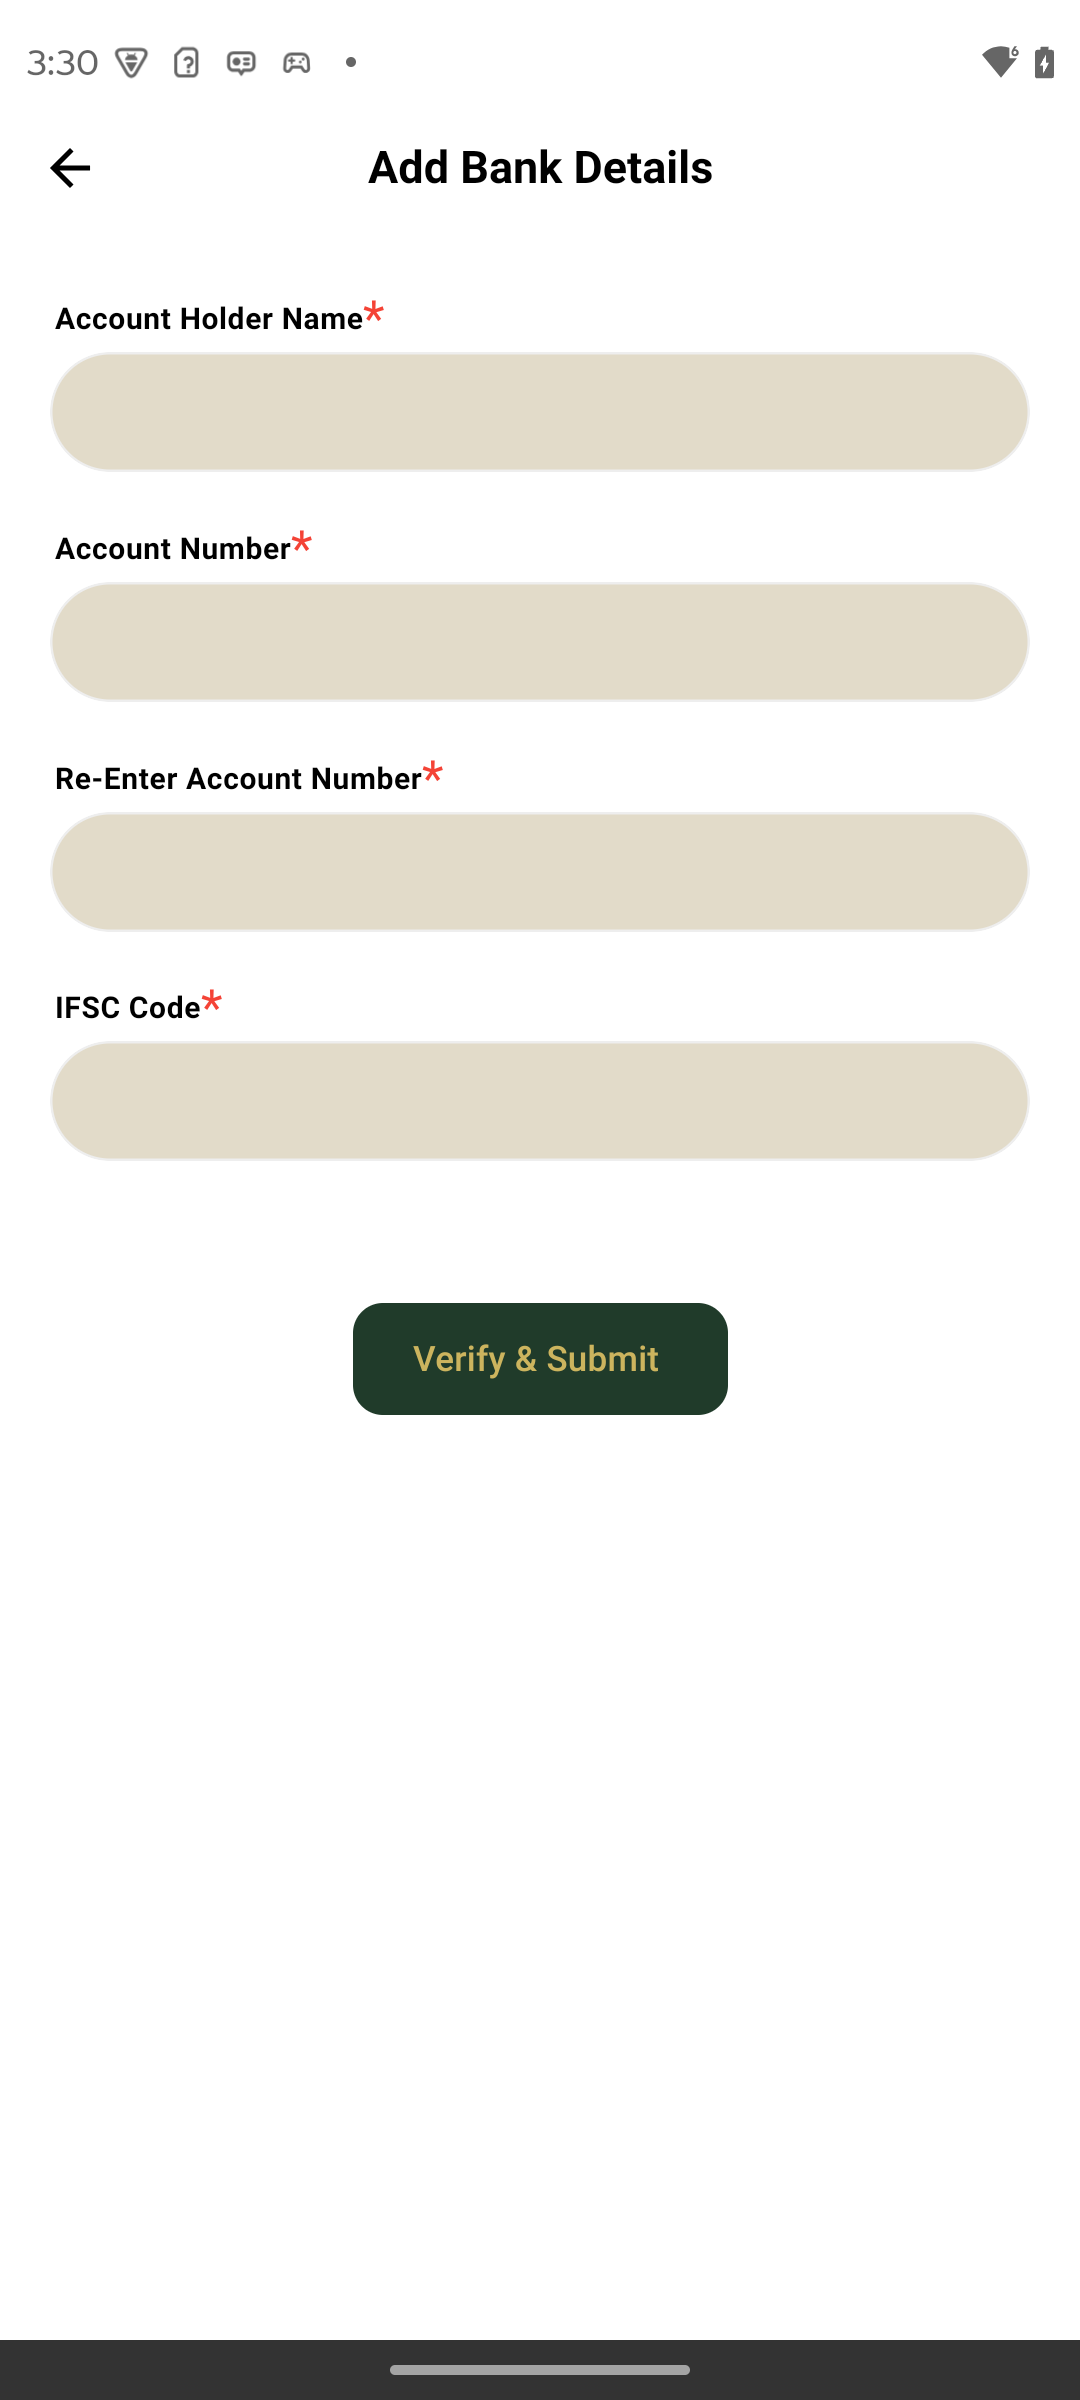 3:30
Add Bank Details
Account Holder Name*
Account Number*
Re-Enter Account Number*
IFSC Code*
Verify & Submit